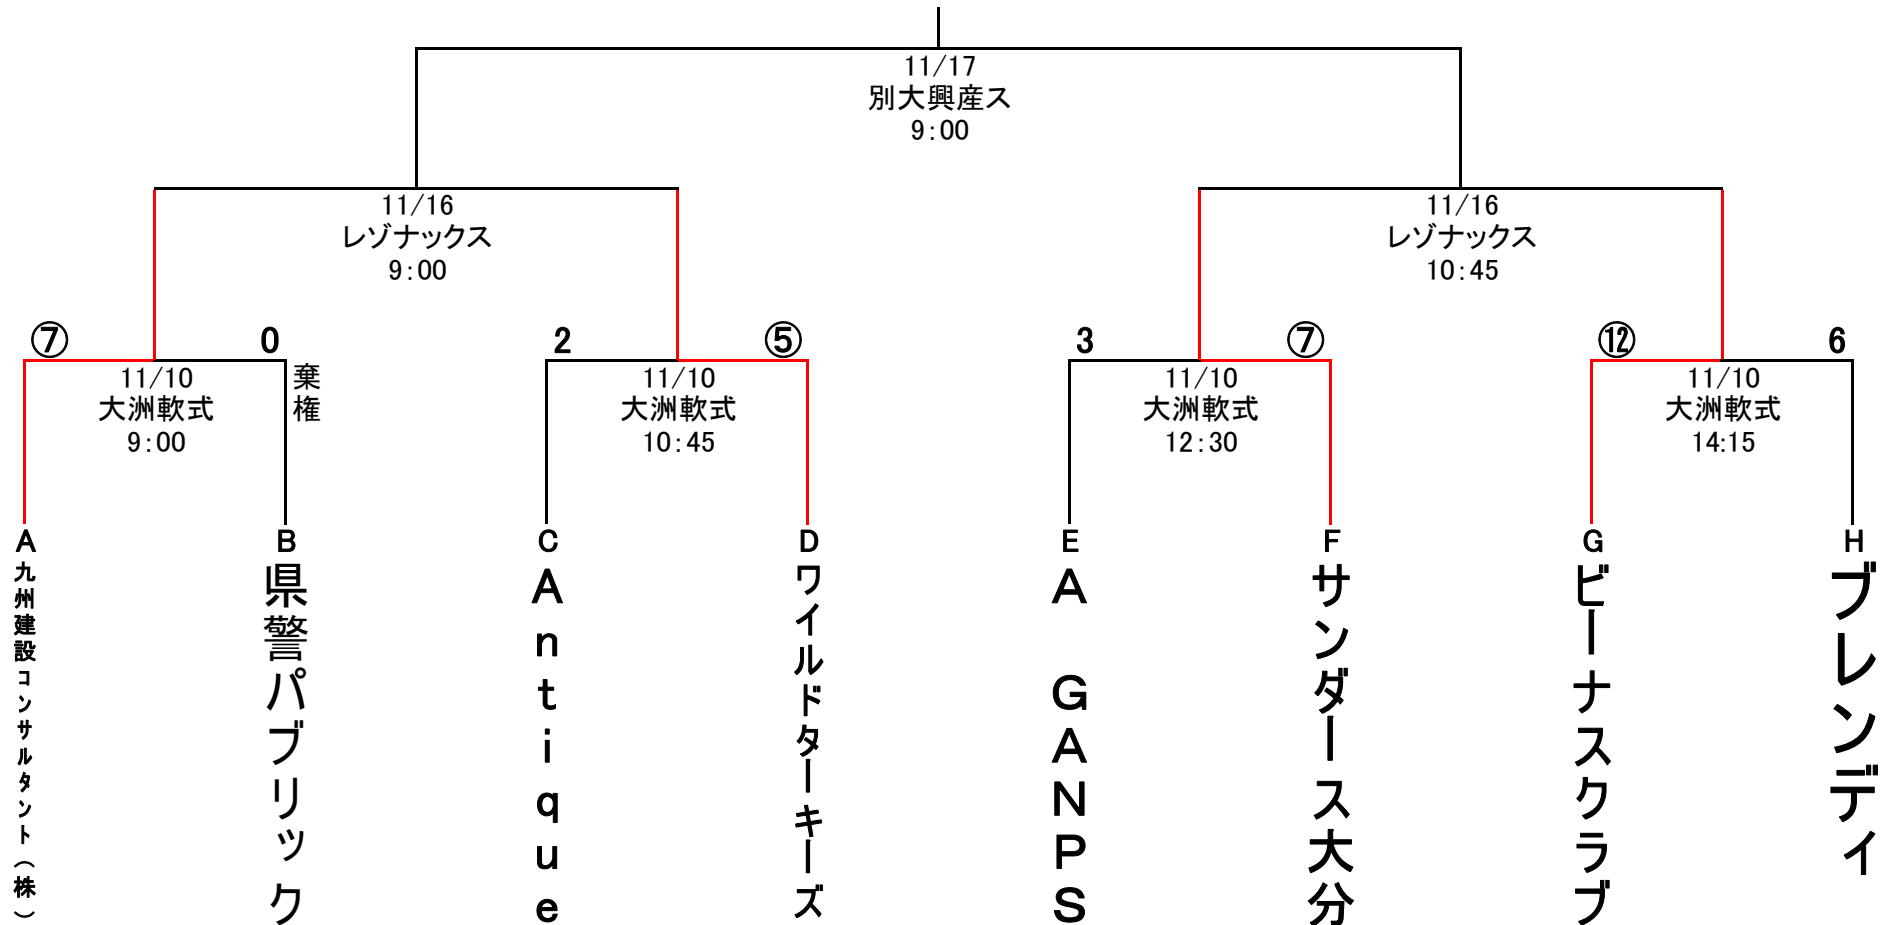 11/17
別大興産ス
9:00
11/16
レゾナックス
9:00
11/16
レゾナックス
10:45
⑦
0
2
⑤
3
⑦
⑫
6
11/10
大洲軟式
9:00
棄権
11/10
大洲軟式
10:45
11/10
大洲軟式
12:30
11/10
大洲軟式
14:15
A
九州建設コンサルタント(株)
B
県警パブリック
C
Antique
D
ワイルドターキーズ
E
A GANPS
F
サンダース大分
G
ビーナスクラブ
H
ブレンディ